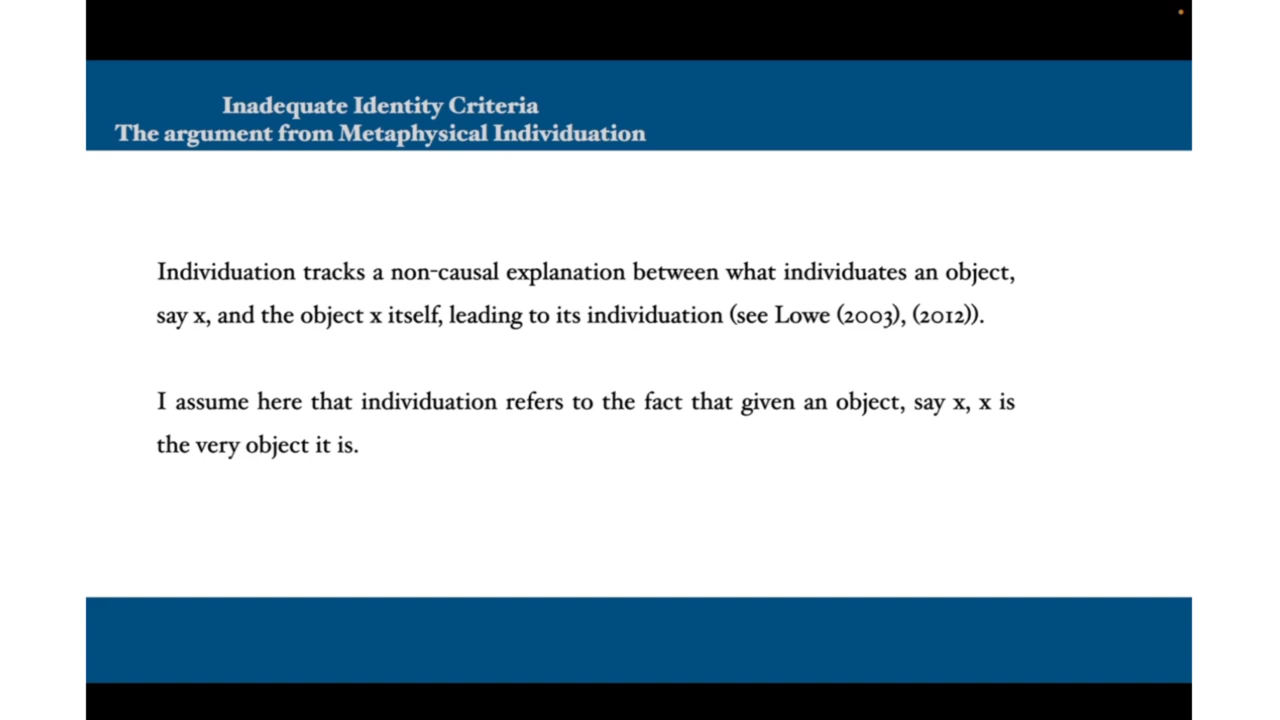 Inadequate Identity Criteria
The argument from Metaphysical Individuation
Individuation tracks a non-causal explanation between what individuates an object,
say x, and the object x itself, leading to its individuation (see Lowe (2003), (2012)).
I assume here that individuation refers to the fact that given an object, say x, x is
the very object it is.